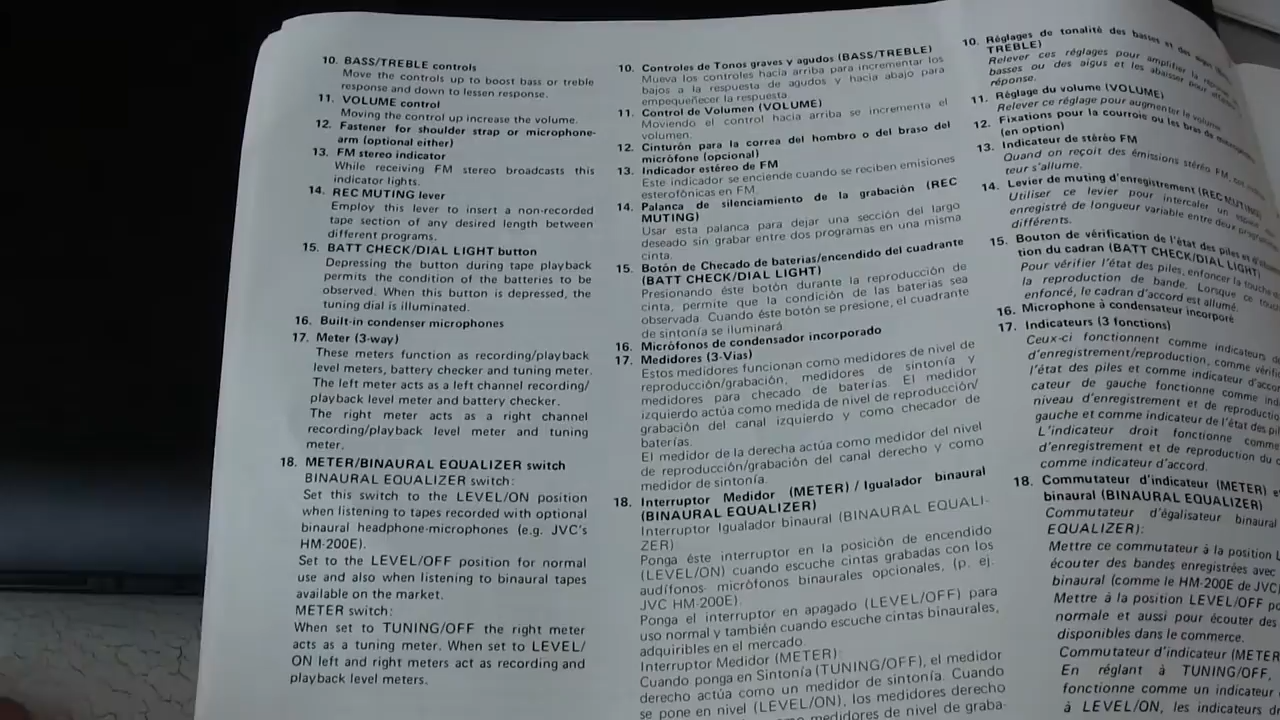 10. BASS/TREBLE controls
Move the controls up to boost bass or treble
response and down to lessen response.
11. VOLUME control
Moving the control up increase the volume.
12. Fastener for shoulder strap or microphone-
arm (optional either)
13. FM stereo indicator
While receiving FM stereo broadcasts this
indicator lights.
14. REC MUTING lever
Employ this lever to insert a non-recorded
tape section of any desired length between
different programs.
15. BATT CHECK/DIAL LIGHT button
Depressing the button during tape playback
permits the condition of the batteries to be
observed. When this button is depressed, the
tuning dial is illuminated.
16. Built-in condenser microphones
17. Meter (3-way)
These meters function as recording/playback
level meters, battery checker and tuning meter.
The left meter acts as a left channel recording/
playback level meter and battery checker.
The right meter acts as a right channel
recording/playback level meter and tuning
meter.
18. METER/BINAURAL EQUALIZER switch
BINAURAL EQUALIZER switch:
Set this switch to the LEVEL/ON position
when listening to tapes recorded with optional
binaural headphone-microphones (e.g. JVC's
HM-200E).
Set to the LEVEL/OFF position for normal
use and also when listening to binaural tapes
available on the market.
METER switch:
When set to TUNING/OFF the right meter
acts as a tuning meter. When set to LEVEL/
ON left and right meters act as recording and
playback level meters.
10. Controles de Tonos graves y agudos (BASS/TREBLE)
Mueva los controles hacia arriba para incrementar los
bajos a la respuesta de agudos y hacia abajo para
empequeñecer la respuesta.
11. Control de Volumen (VOLUME)
Moviendo el control hacia arriba se incrementa el
volumen.
12. Cinturón para la correa del hombro o del braso del
micrófone (opcional)
13. Indicador estéreo de FM
Este indicador se enciende cuando se reciben emisiones
esterofônicas en FM.
14. Palanca de silenciamiento de la grabación (REC
MUTING)
Usar esta palanca para dejar una sección del largo
deseado sin grabar entre dos programas en una misma
cinta.
15. Botón de Checado de baterías/encendido del cuadrante
(BATT CHECK/DIAL LIGHT)
Presionando éste botón durante la reproducción de
cinta, permite que la condición de las baterías sea
observada. Cuando éste botón se presione, el cuadrante
de sintonía se iluminará.
16. Micrófonos de condensador incorporado
17. Medidores (3-Vías)
Estos medidores funcionan como medidores de nivel de
reproducción/grabación, medidores de sintonía y
medidores para checado de baterías. El medidor
izquierdo actúa como medida de nivel de reproducción/
grabación del canal izquierdo y como checador de
baterías.
El medidor de la derecha actúa como medidor del nivel
de reproducción/grabación del canal derecho y como
medidor de sintonía.
18. Interruptor Medidor (METER) / Igualador binaural
(BINAURAL EQUALIZER)
Interruptor Igualador binaural (BINAURAL EQUALI-
ZER)
Ponga éste interruptor en la posición de encendido
(LEVEL/ON) cuando escuche cintas grabadas con los
audífonos- micrófonos binaurales opcionales, (p. ej.
JVC HM-200E).
Ponga el interruptor en apagado (LEVEL/OFF) para
uso normal y también cuando escuche cintas binaurales,
adquiribles en el mercado.
Interruptor Medidor (METER):
Cuando ponga en Sintonía (TUNING/OFF), el medidor
derecho actúa como un medidor de sintonía. Cuando
se pone en nivel (LEVEL/ON), los medidores derecho
medidores de nivel de graba-
10. Réglages de tonalité des basses et des
TREBLE)
Relever ces réglages pour amplifier la
basses ou des aigus et les abaisser pour
réponse.
11. Réglage du volume (VOLUME)
Relever ce réglage pour augmenter le volume.
12. Fixations pour la courroie ou les bras de
(en option)
13. Indicateur de stéréo FM
Quand on reçoit des émissions stéréo FM,
teur s'allume.
14. Levier de muting d'enregistrement (REC MUTING)
Utiliser ce levier pour intercaler un
enregistré de longueur variable entre deux
différents.
15. Bouton de vérification de l'état des piles et
tion du cadran (BATT CHECK/DIAL LIGHT)
Pour vérifier l'état des piles, enfoncer la touche
la reproduction de bande. Lorsque ce
enfoncé, le cadran d'accord est allumé.
16. Microphone à condensateur incorporé
17. Indicateurs (3 fonctions)
Ceux-ci fonctionnent comme indicateurs
d'enregistrement/reproduction, comme
l'état des piles et comme indicateur
cateur de gauche fonctionne comme
niveau d'enregistrement et de
gauche et comme indicateur de l'état des
L'indicateur droit fonctionne comme
d'enregistrement et de reproduction du
comme indicateur d'accord.
18. Commutateur d'indicateur (METER)
binaural (BINAURAL EQUALIZER)
Commutateur d'égalisateur binaural
EQUALIZER):
Mettre ce commutateur à la position
écouter des bandes enregistrées avec
binaural (comme le HM-200E de JVC)
Mettre à la position LEVEL/OFF
normale et aussi pour écouter des
disponibles dans le commerce.
Commutateur d'indicateur (METER
En réglant à TUNING/OFF,
fonctionne comme un indicateur
à LEVEL/ON, les indicateurs